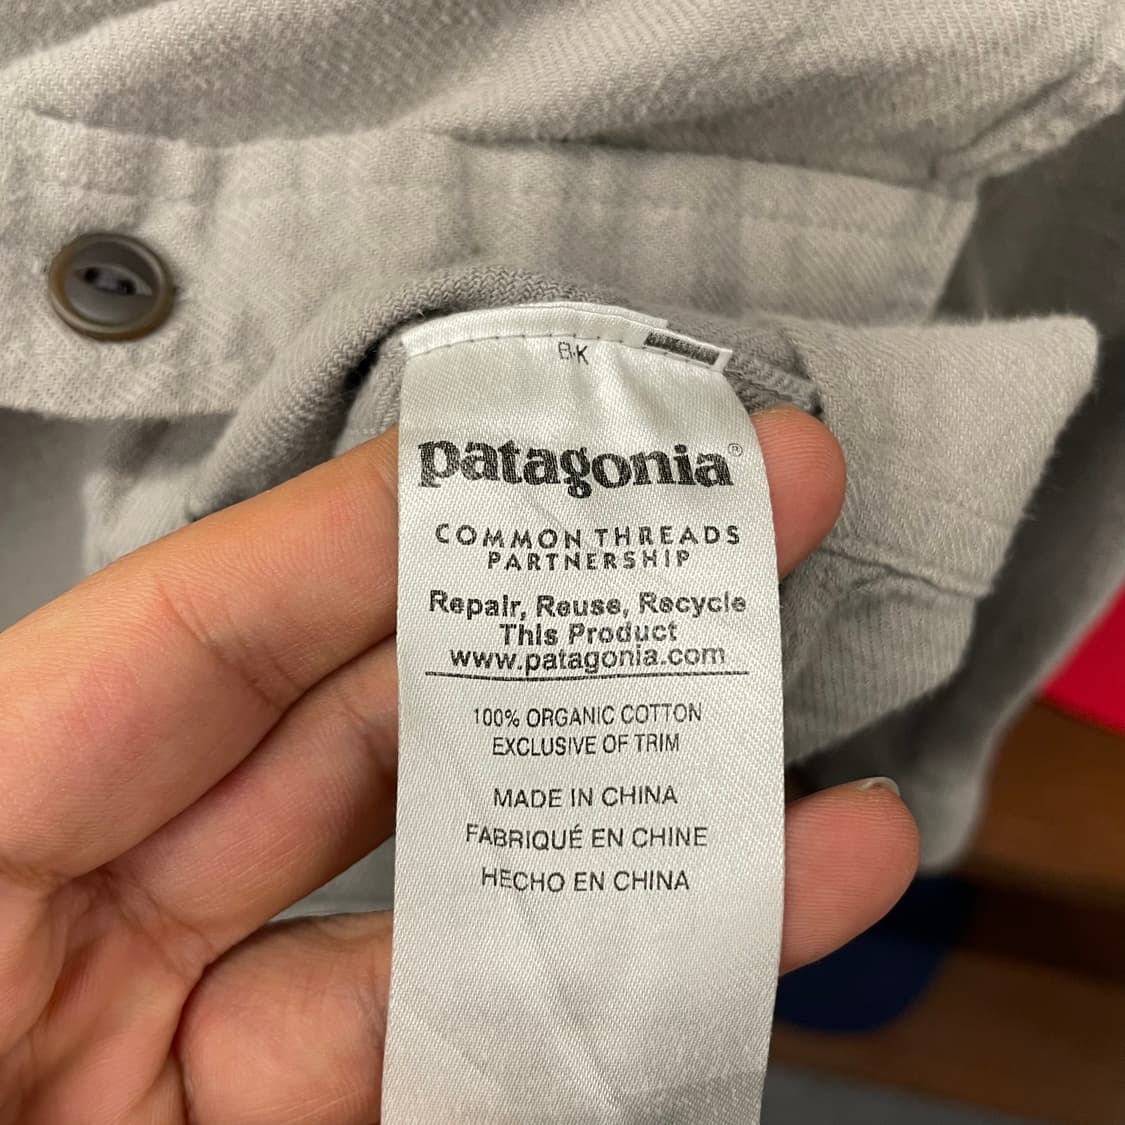 B·K
patagonia®
COMMON THREADS
PARTNERSHIP
Repair, Reuse, Recycle
This Product
www.patagonia.com
100% ORGANIC COTTON
EXCLUSIVE OF TRIM
MADE IN CHINA
FABRIQUÉ EN CHINE
HECHO EN CHINA